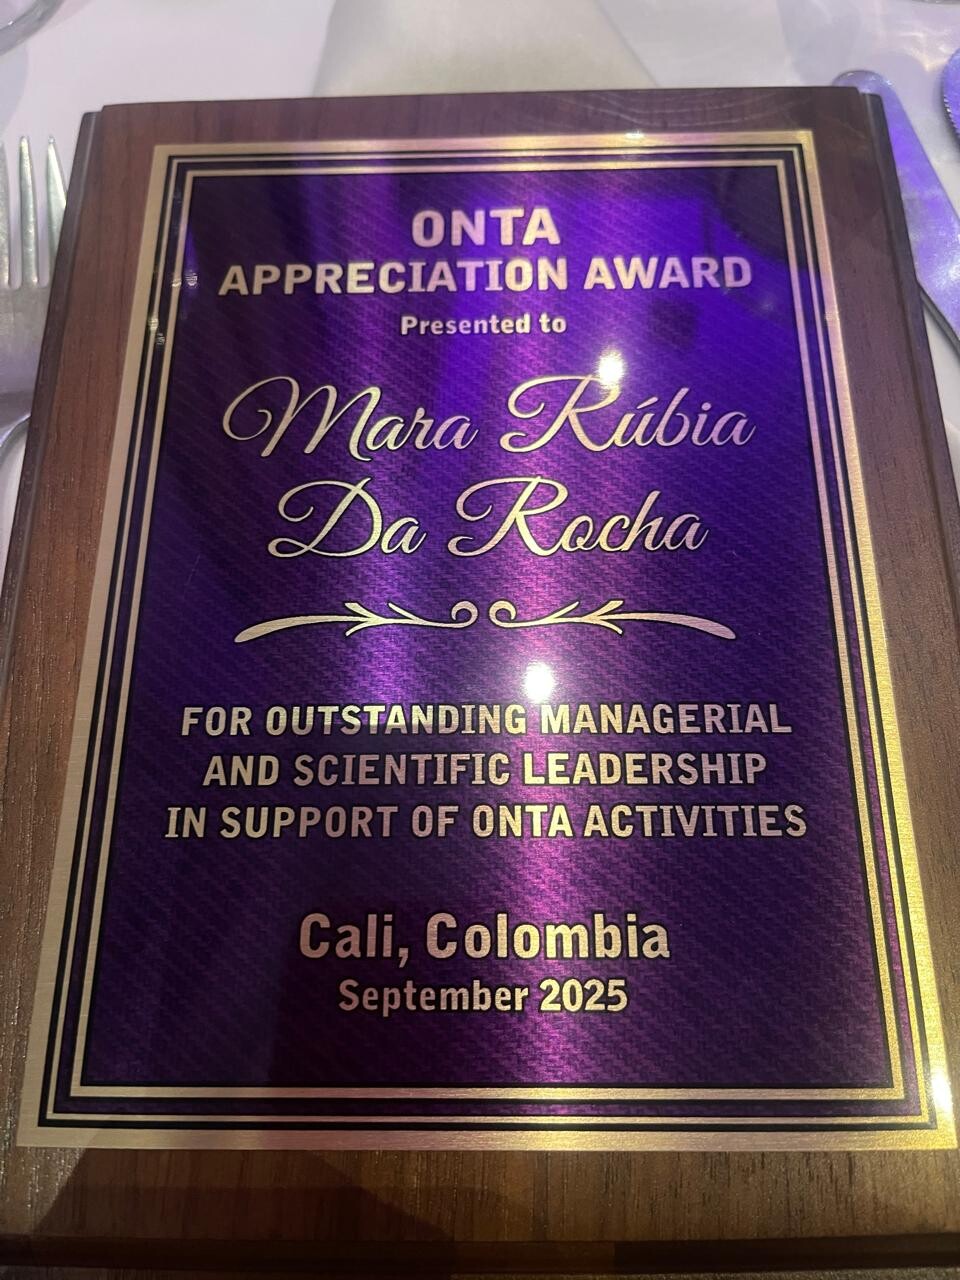 ONTA
APPRECIATION AWARD
Presented to
Mara Rúbia
Da Rocha
FOR OUTSTANDING MANAGERIAL
AND SCIENTIFIC LEADERSHIP
IN SUPPORT OF ONTA ACTIVITIES
Cali, Colombia
September 2025